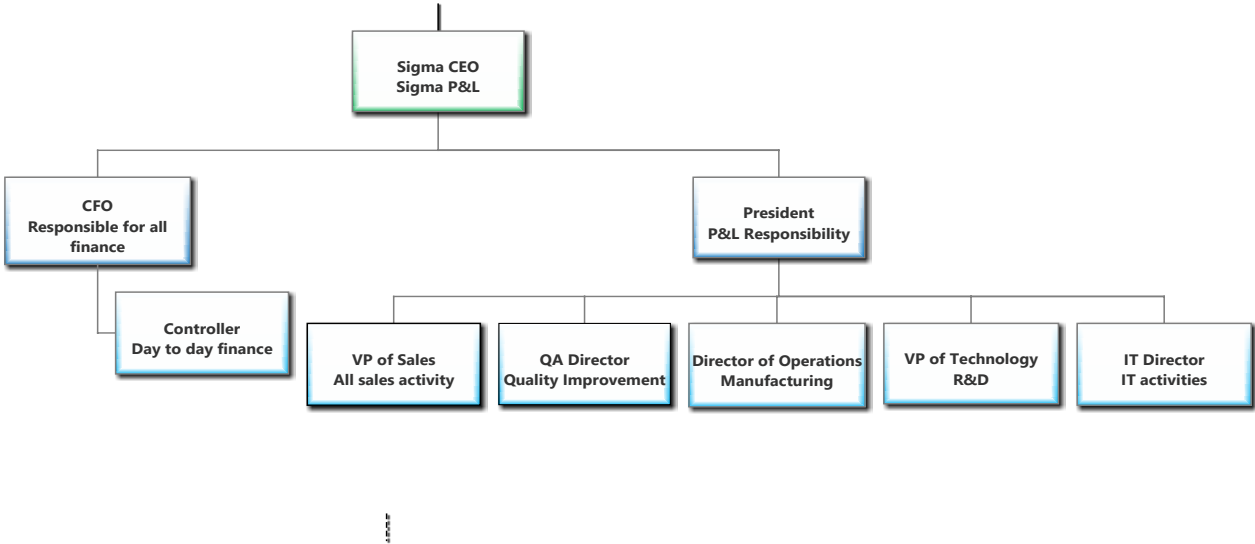 Sigma CEO
Sigma P&L
CFO
Responsible for all
finance
President
P&L Responsibility
Controller
Day to day finance
VP of Sales
All sales activity
QA Director
Quality Improvement
Director of Operations
Manufacturing
VP of Technology
R&D
IT Director
IT activities